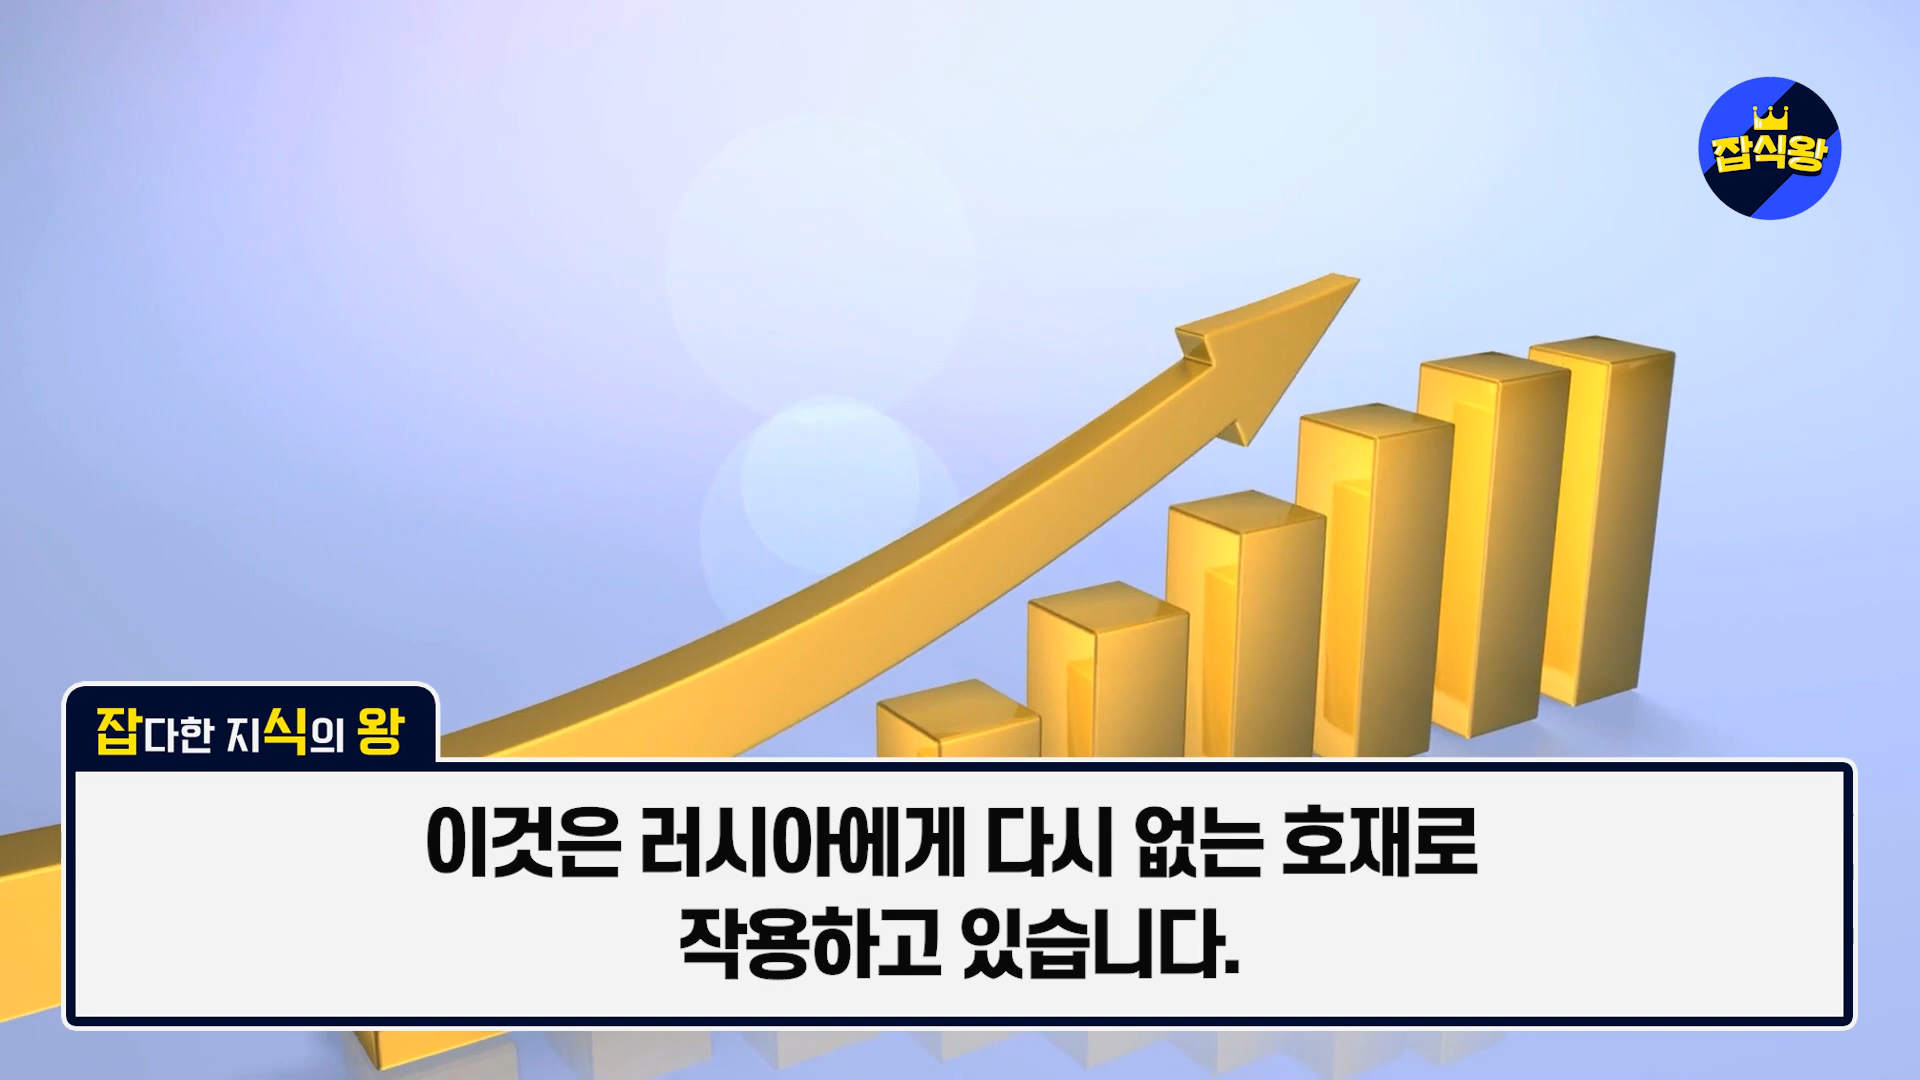 잡식왕
잡다한 지식의 왕
이것은 러시아에게 다시 없는 호재로
작용하고 있습니다.